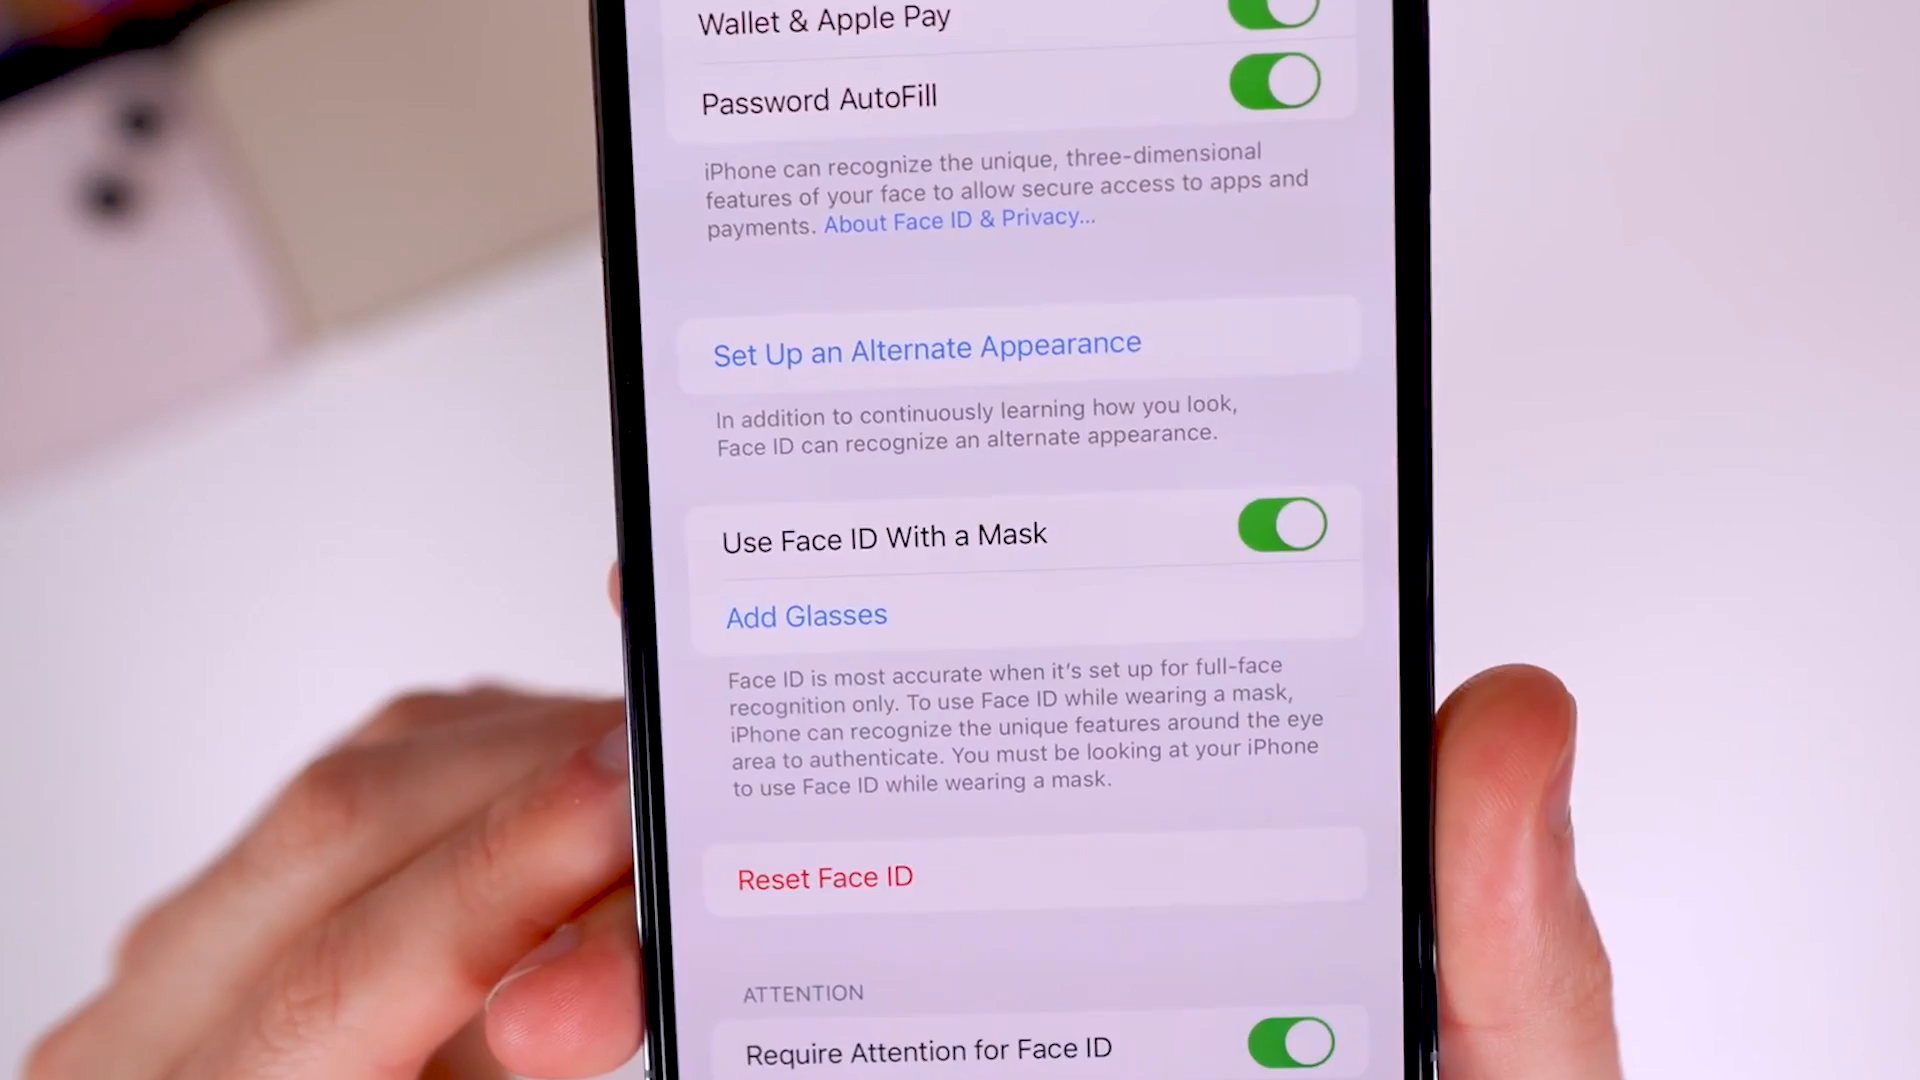 Wallet & Apple Pay
Password AutoFill
iPhone can recognize the unique, three-dimensional
features of your face to allow secure access to apps and
payments. About Face ID & Privacy...
Set Up an Alternate Appearance
In addition to continuously learning how you look,
Face ID can recognize an alternate appearance.
Use Face ID With a Mask
Add Glasses
Face ID is most accurate when it's set up for full-face
recognition only. To use Face ID while wearing a mask,
iPhone can recognize the unique features around the eye
area to authenticate. You must be looking at your iPhone
to use Face ID while wearing a mask.
Reset Face ID
ATTENTION
Require Attention for Face ID